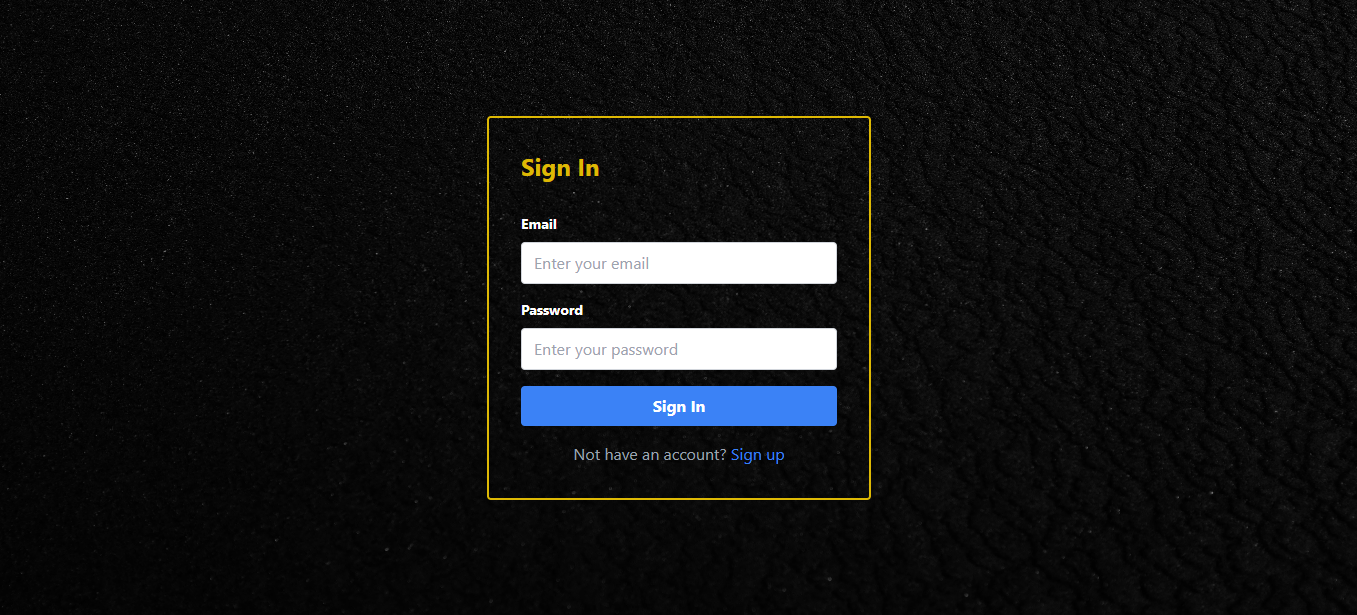 Sign In
Email
Enter your email
Password
Enter your password
Sign In
Not have an account? Sign up